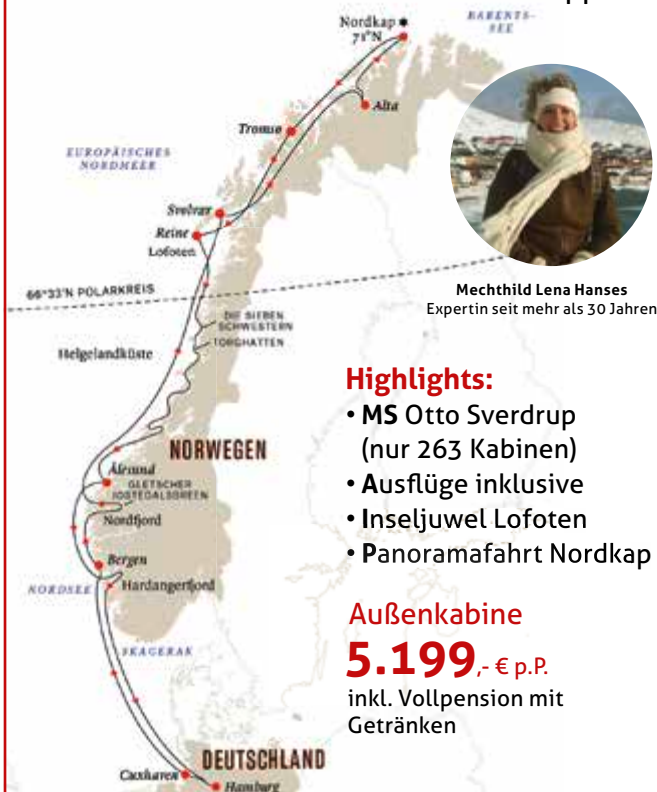 Nordkap
71°N
BARENTS-
SEE
Alta
Tromsø
EUROPÄISCHES
NORDMEER
Svolvær
Reine
Lofoten
66°33'N POLARKREIS
DIE SIEBEN
SCHWESTERN
TORGHATTEN
Helgelandküste
Mechthild Lena Hanses
Expertin seit mehr als 30 Jahren
Highlights:
• MS Otto Sverdrup
(nur 263 Kabinen)
• Ausflüge inklusive
• Inseljuwel Lofoten
• Panoramafahrt Nordkap
NORWEGEN
Ålesund
GLETSCHER
JOSTEDALSBREEN
Nordfjord
Bergen
NORDSEE
Hardangerfjord
SKAGERAK
Außenkabine
5.199,- € p.P.
inkl. Vollpension mit
Getränken
DEUTSCHLAND
Cuxhaven
Hamburg